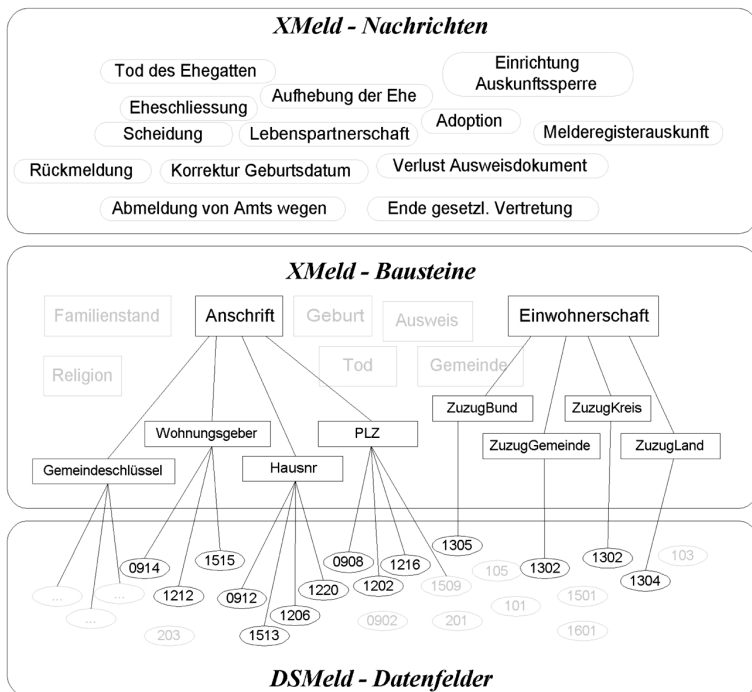 XMeld - Nachrichten
Tod des Ehegatten
Einrichtung
Auskunftssperre
Aufhebung der Ehe
Eheschliessung
Adoption
Scheidung
Lebenspartnerschaft
Melderegisterauskunft
Rückmeldung
Korrektur Geburtsdatum
Verlust Ausweisdokument
Abmeldung von Amts wegen
Ende gesetzl. Vertretung
XMeld - Bausteine
Familienstand
Anschrift
Geburt
Ausweis
Einwohnerschaft
Religion
Tod
Gemeinde
ZuzugBund
ZuzugKreis
Wohnungsgeber
PLZ
ZuzugGemeinde
ZuzugLand
Gemeindeschlüssel
Hausnr
1305
0914
1515
0908
1216
105
1302
1302
103
1304
...
...
...
1212
0912
1220
1202
1509
1501
203
1513
1206
0902
201
101
1601
DSMeld - Datenfelder